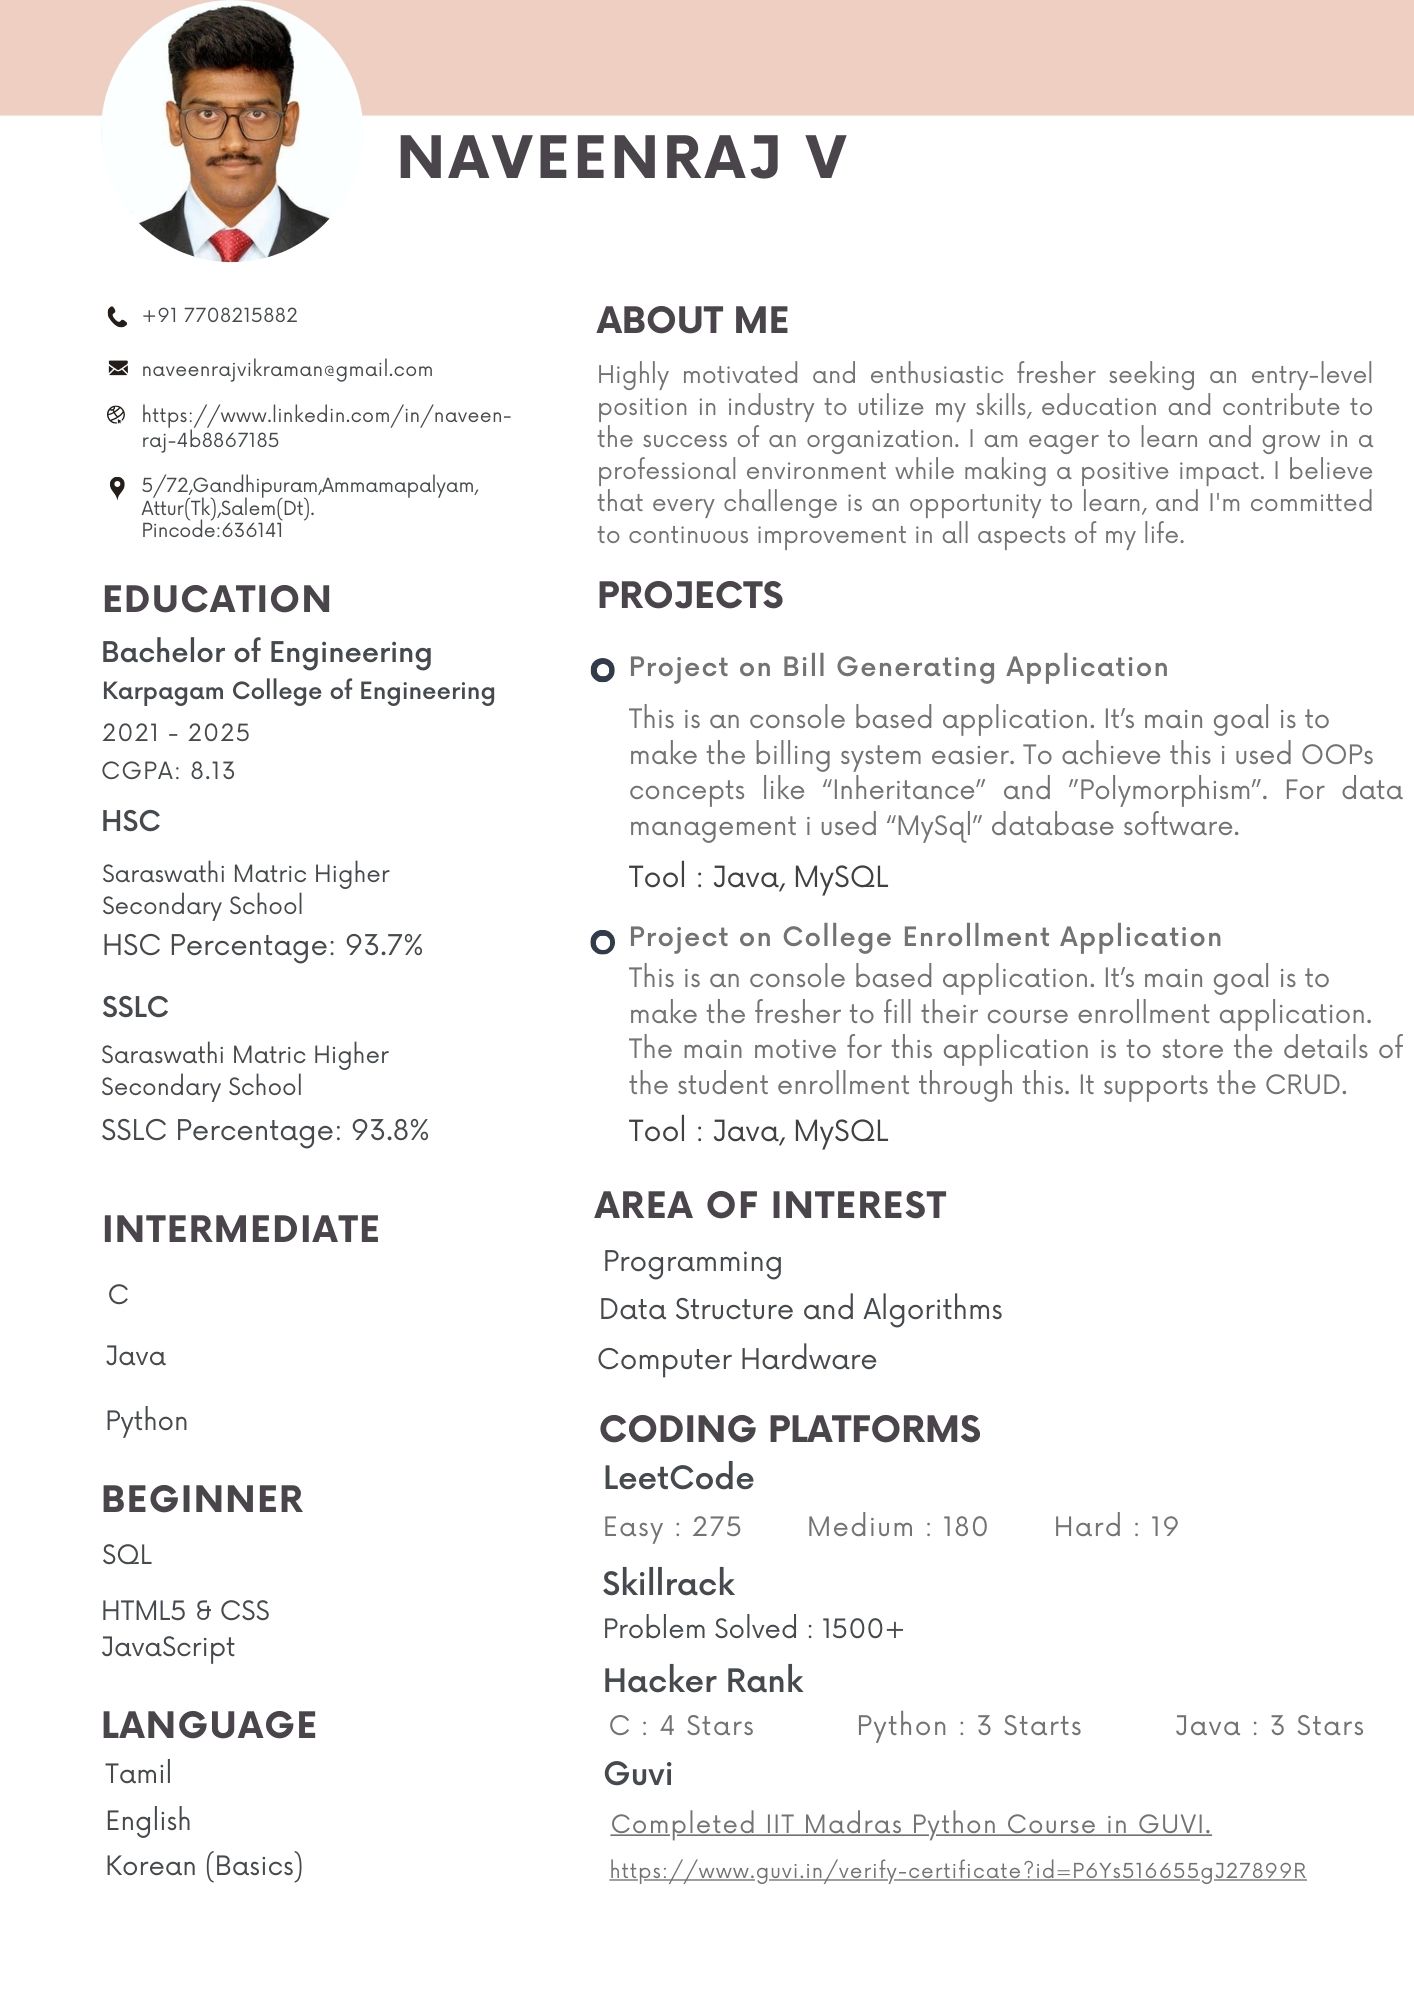 NAVEENRAJ V
+91 7708215882
naveenrajvikraman@gmail.com
https://www.linkedin.com/in/naveen-
raj-4b8867185
5/72,Gandhipuram,Ammamapalyam,
Attur(Tk),Salem(Dt).
Pincode:636141
EDUCATION
Bachelor of Engineering
Karpagam College of Engineering
2021 - 2025
CGPA: 8.13
HSC
Saraswathi Matric Higher
Secondary School
HSC Percentage: 93.7%
SSLC
Saraswathi Matric Higher
Secondary School
SSLC Percentage: 93.8%
INTERMEDIATE
C
Java
Python
BEGINNER
SQL
HTML5 & CSS
JavaScript
LANGUAGE
Tamil
English
Korean (Basics)
ABOUT ME
Highly motivated and enthusiastic fresher seeking an entry-level
position in industry to utilize my skills, education and contribute to
the success of an organization. I am eager to learn and grow in a
professional environment while making a positive impact. I believe
that every challenge is an opportunity to learn, and I'm committed
to continuous improvement in all aspects of my life.
PROJECTS
Project on Bill Generating Application
This is an console based application. It’s main goal is to
make the billing system easier. To achieve this i used OOPs
concepts like “Inheritance” and ”Polymorphism”. For data
management i used “MySql” database software.
Tool : Java, MySQL
Project on College Enrollment Application
This is an console based application. It’s main goal is to
make the fresher to fill their course enrollment application.
The main motive for this application is to store the details of
the student enrollment through this. It supports the CRUD.
Tool : Java, MySQL
AREA OF INTEREST
Programming
Data Structure and Algorithms
Computer Hardware
CODING PLATFORMS
LeetCode
Easy : 275 Medium : 180 Hard : 19
Skillrack
Problem Solved : 1500+
Hacker Rank
C : 4 Stars Python : 3 Starts Java : 3 Stars
Guvi
Completed IIT Madras Python Course in GUVI.
https://www.guvi.in/verify-certificate?id=P6Ys516655gJ27899R